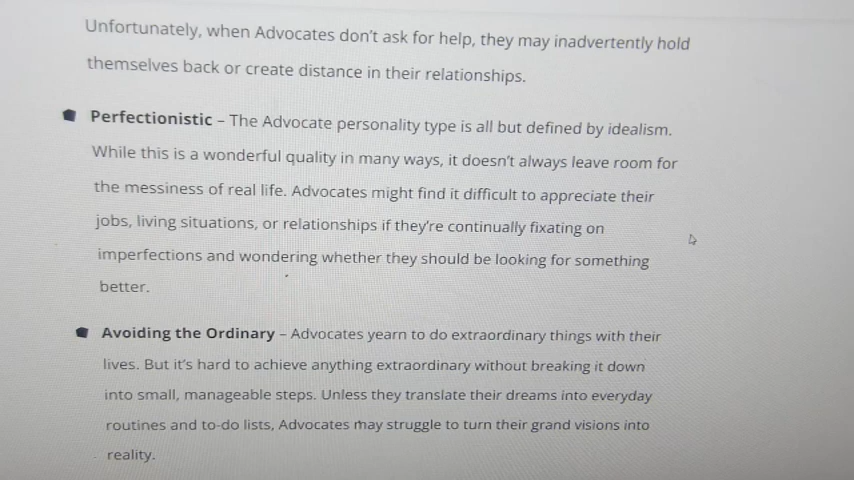 Unfortunately, when Advocates don't ask for help, they may inadvertently hold
themselves back or create distance in their relationships.
Perfectionistic – The Advocate personality type is all but defined by idealism.
While this is a wonderful quality in many ways, it doesn't always leave room for
the messiness of real life. Advocates might find it difficult to appreciate their
jobs, living situations, or relationships if they're continually fixating on
imperfections and wondering whether they should be looking for something
better.
Avoiding the Ordinary – Advocates yearn to do extraordinary things with their
lives. But it's hard to achieve anything extraordinary without breaking it down
into small, manageable steps. Unless they translate their dreams into everyday
routines and to-do lists, Advocates may struggle to turn their grand visions into
reality.